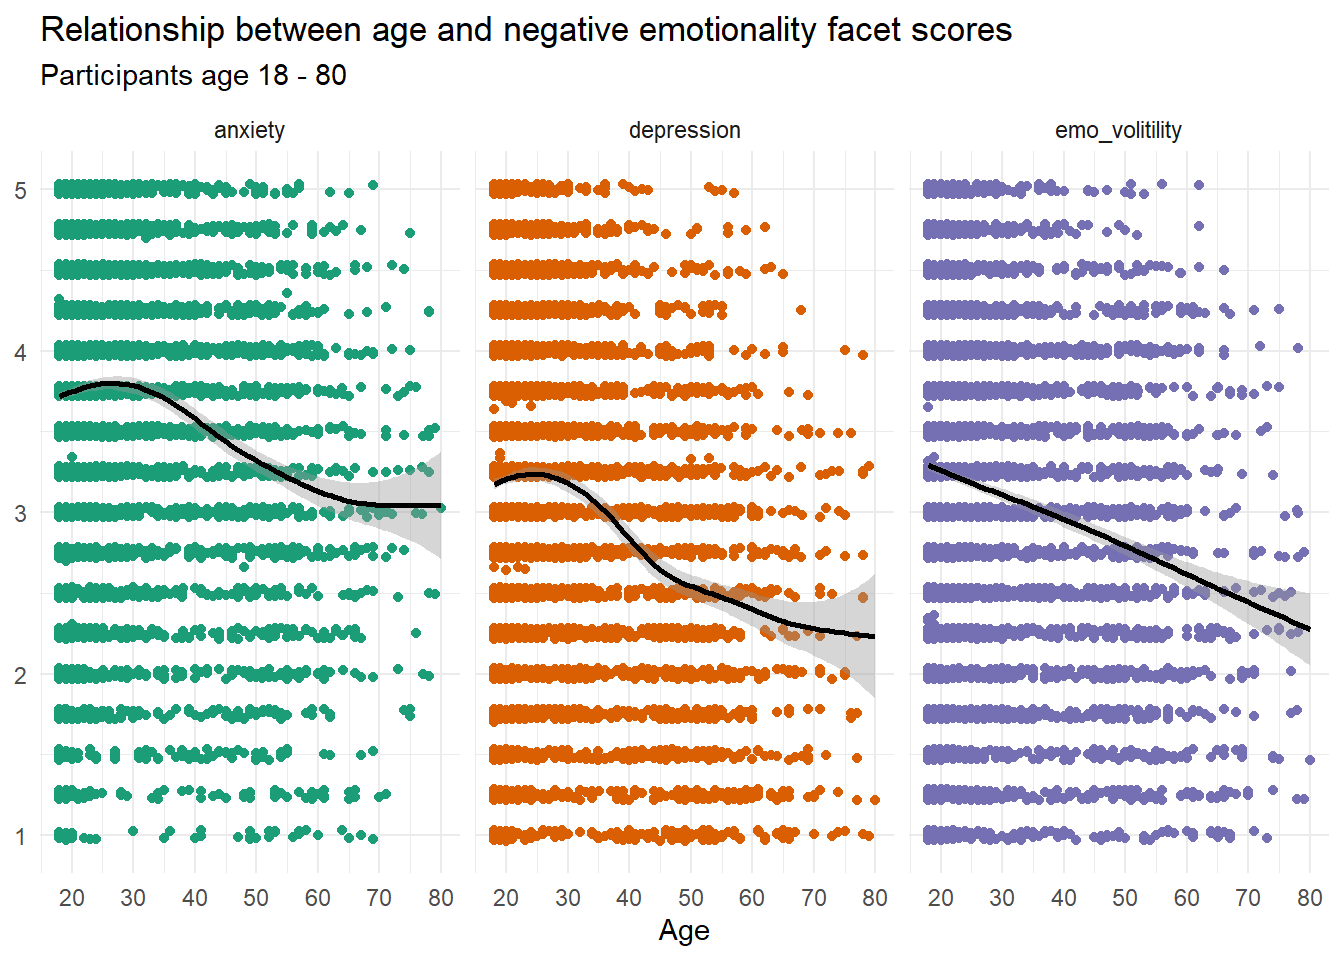 Relationship between age and negative emotionality facet scores
Participants age 18 - 80
anxiety depression emo_volitility
5
4
3
2
1
20 30 40 50 60 70 80 20 30 40 50 60 70 80 20 30 40 50 60 70 80
Age